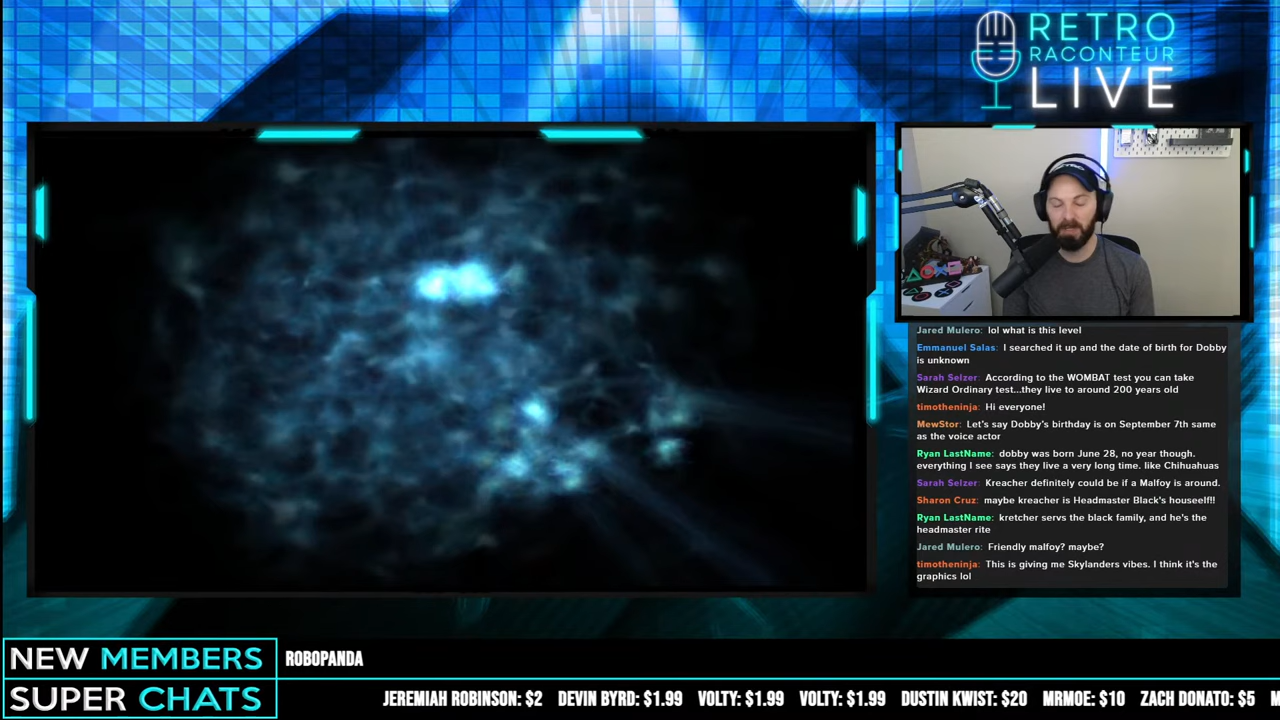 RETRO
RACONTEUR
LIVE
Jared Mulero: lol what is this level
Emmanuel Salas: I searched it up and the date of birth for Dobby
is unknown
Sarah Selzer: According to the WOMBAT test you can take
Wizard Ordinary test...they live to around 200 years old
timotheninja: Hi everyone!
MewStor: Let's say Dobby's birthday is on September 7th same
as the voice actor
Ryan LastName: dobby was born June 28, no year though.
everything I see says they live a very long time. like Chihuahuas
Sarah Selzer: Kreacher definitely could be if a Malfoy is around.
Sharon Cruz: maybe kreacher is Headmaster Black's houseelf!!
Ryan LastName: kretcher servs the black family, and he's the
headmaster rite
Jared Mulero: Friendly malfoy? maybe?
timotheninja: This is giving me Skylanders vibes. I think it's the
graphics lol
NEW MEMBERS ROBOPANDA
SUPER CHATS JEREMIAH ROBINSON: $2 DEVIN BYRD: $1.99 VOLTY: $1.99 VOLTY: $1.99 DUSTIN KWIST: $20 MRMOE: $10 ZACH DONATO: $5 M